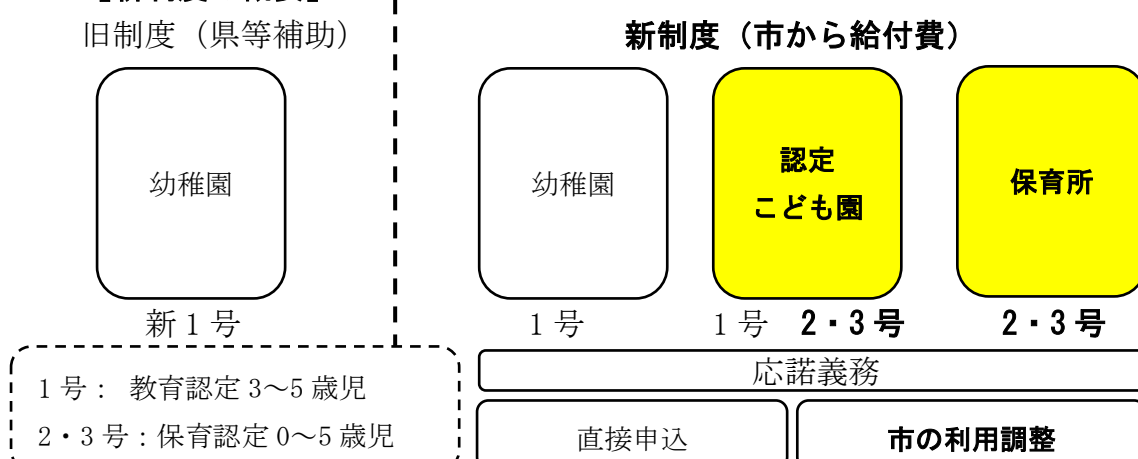 旧制度（県等補助）
新制度（市から給付費）
幼稚園
幼稚園
認定
こども園
保育所
新1号
1号
1号 2・3号
2・3号
応諾義務
1号： 教育認定3～5歳児
2・3号：保育認定0～5歳児
直接申込
市の利用調整